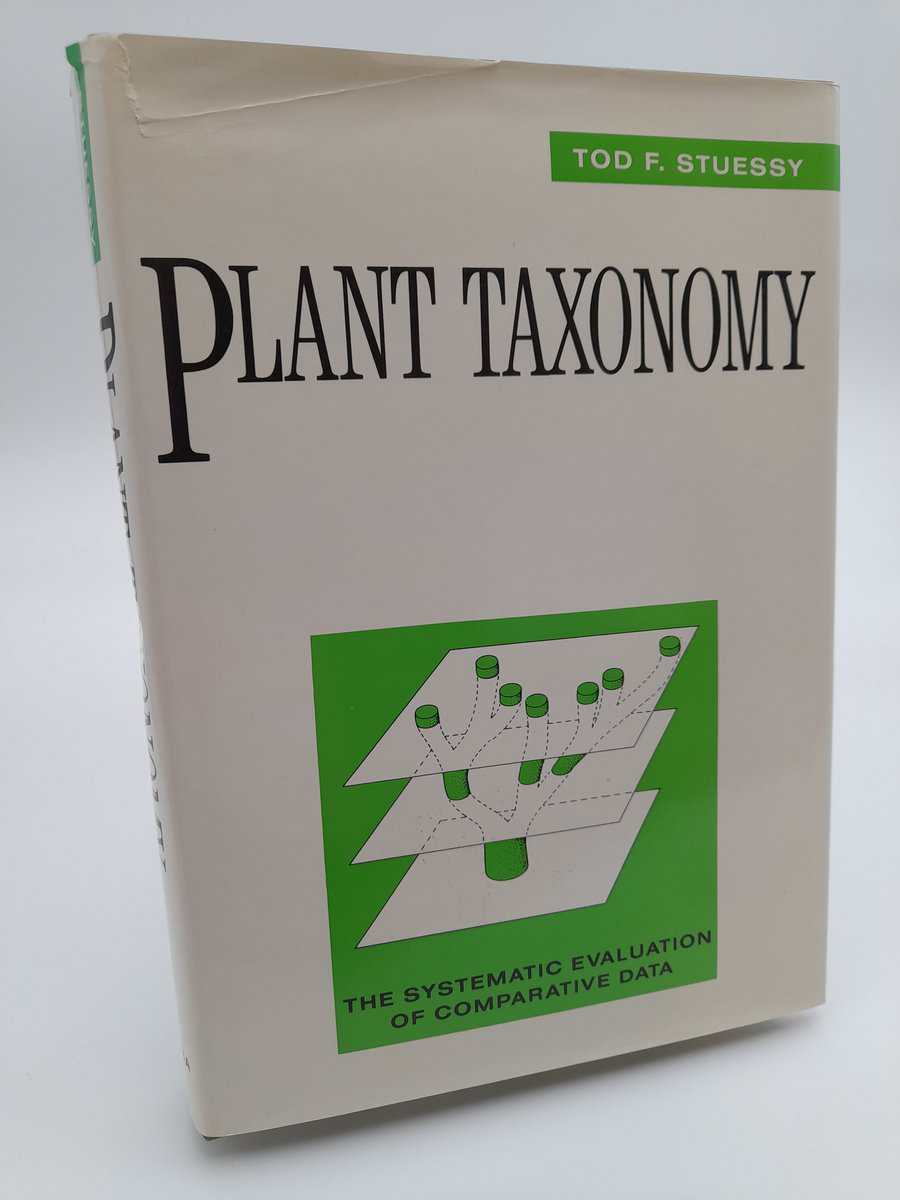 TOD F. STUESSY
PLANT TAXONOMY
THE SYSTEMATIC EVALUATION
OF COMPARATIVE DATA